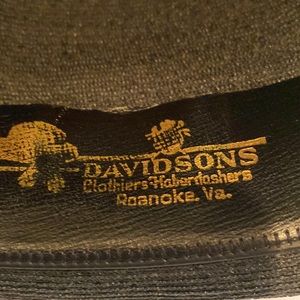 DAVIDSONS
Clothiers Haberdashers
Roanoke, Va.